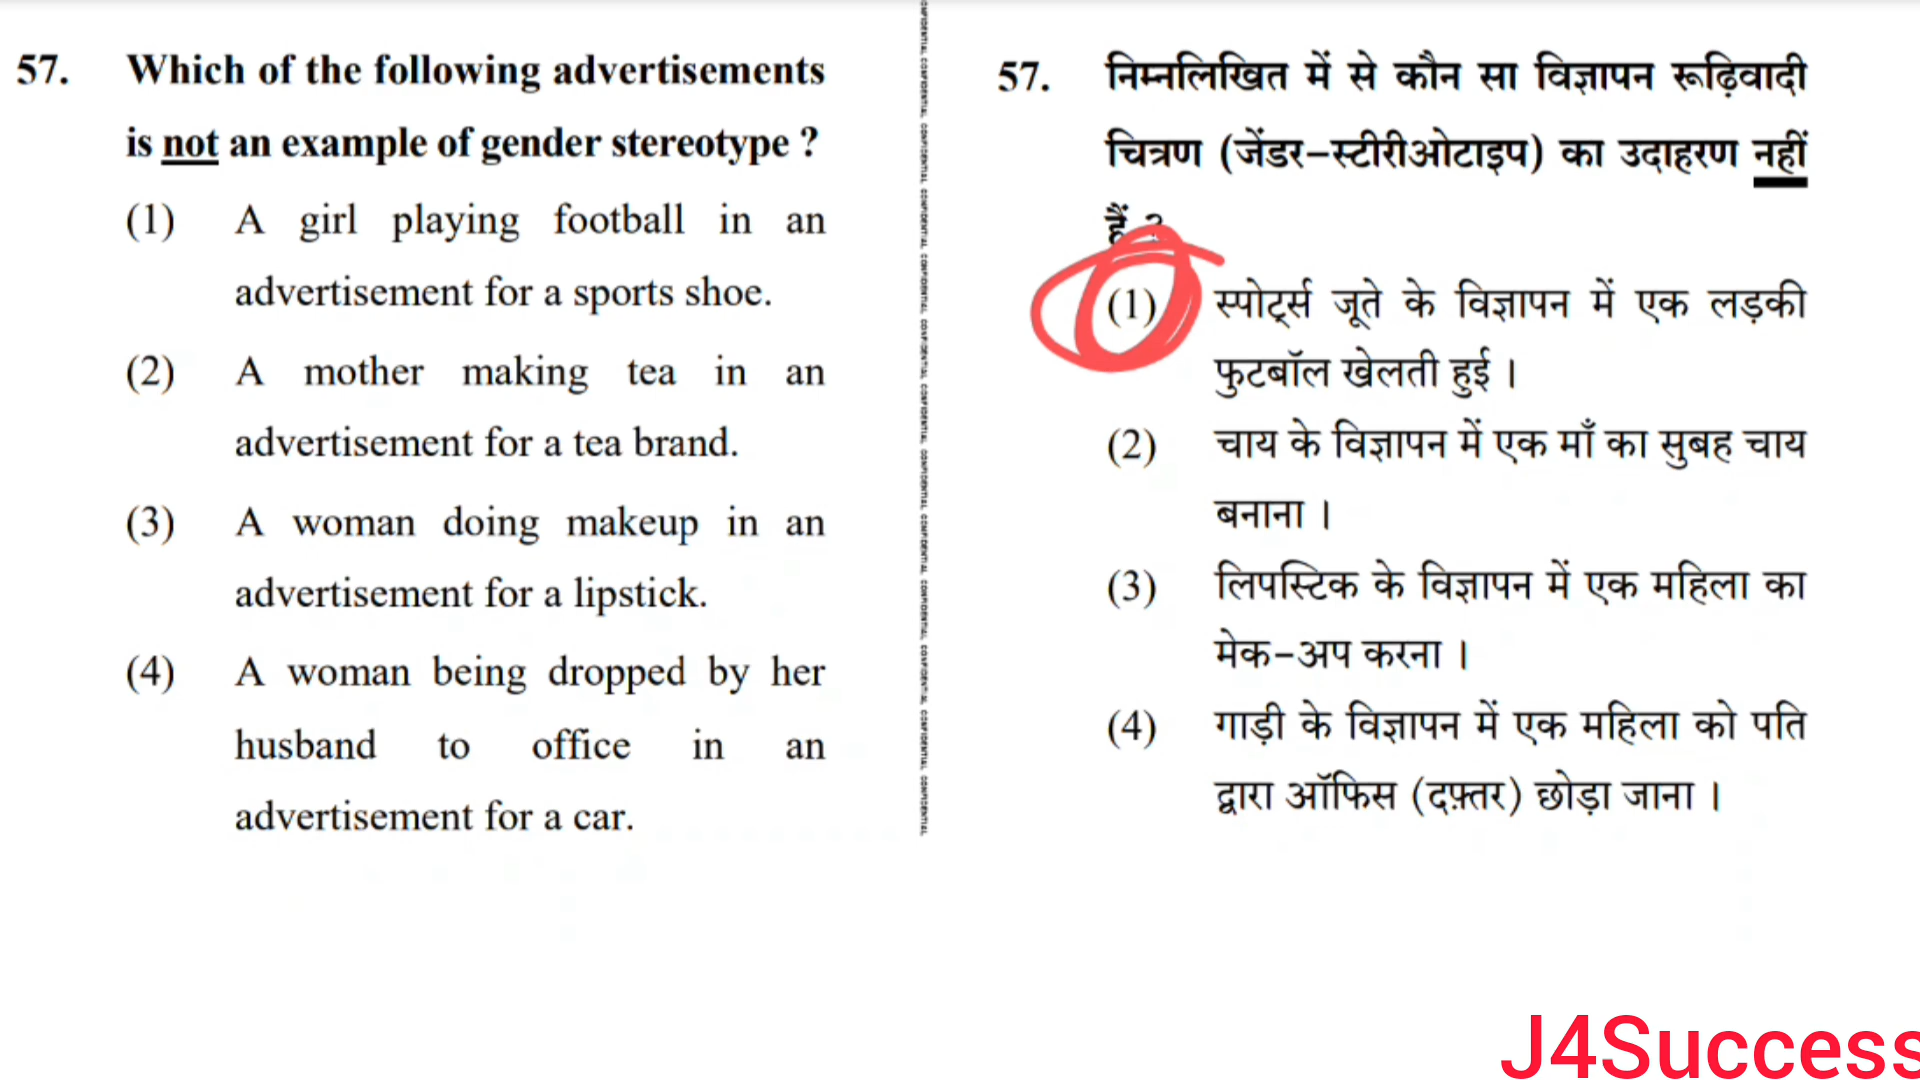 57. Which of the following advertisements
is not an example of gender stereotype ?
(1) A girl playing football in an
advertisement for a sports shoe.
(2) A mother making tea in an
advertisement for a tea brand.
(3) A woman doing makeup in an
advertisement for a lipstick.
(4) A woman being dropped by her
husband to office in an
advertisement for a car.
57. निम्नलिखित में से कौन सा विज्ञापन रूढ़िवादी
चित्रण (जेंडर-स्टीरीओटाइप) का उदाहरण नहीं
हैं ?
(1) स्पोर्ट्स जूते के विज्ञापन में एक लड़की
फुटबॉल खेलती हुई ।
(2) चाय के विज्ञापन में एक माँ का सुबह चाय
बनाना ।
(3) लिपस्टिक के विज्ञापन में एक महिला का
मेक-अप करना ।
(4) गाड़ी के विज्ञापन में एक महिला को पति
द्वारा ऑफिस (दफ़्तर) छोड़ा जाना ।
J4Success